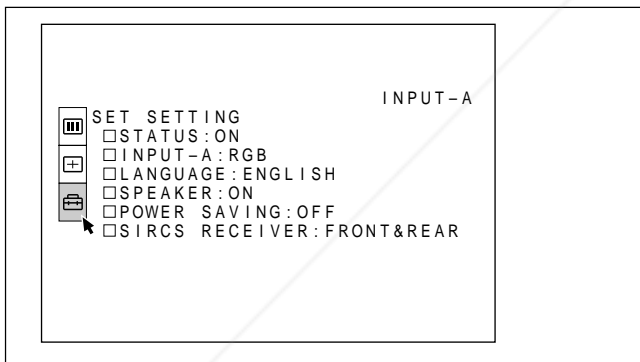 INPUT–A
SET SETTING
□STATUS:ON
□INPUT–A:RGB
□LANGUAGE:ENGLISH
□SPEAKER:ON
□POWER SAVING:OFF
□SIRCS RECEIVER:FRONT&REAR